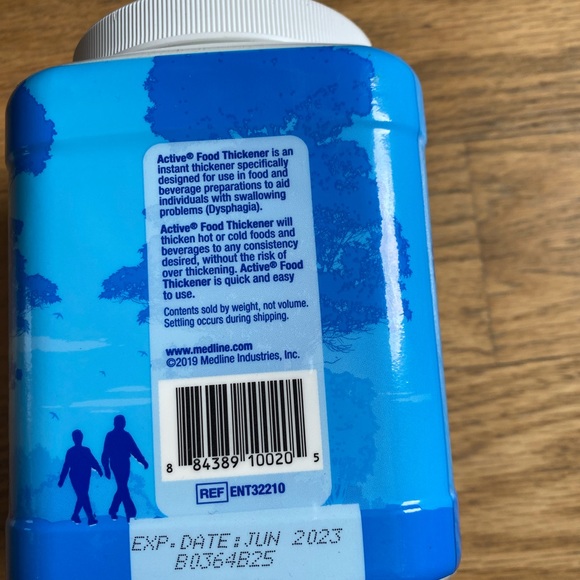 Active® Food Thickener is an
instant thickener specifically
designed for use in food and
beverage preparations to aid
individuals with swallowing
problems (Dysphagia).
Active® Food Thickener will
thicken hot or cold foods and
beverages to any consistency
desired, without the risk of
over thickening. Active® Food
Thickener is quick and easy
to use.
Contents sold by weight, not volume.
Settling occurs during shipping.
www.medline.com
©2019 Medline Industries, Inc.
8 84389 10020 5
REF ENT32210
EXP.DATE:JUN 2023
B0364B25